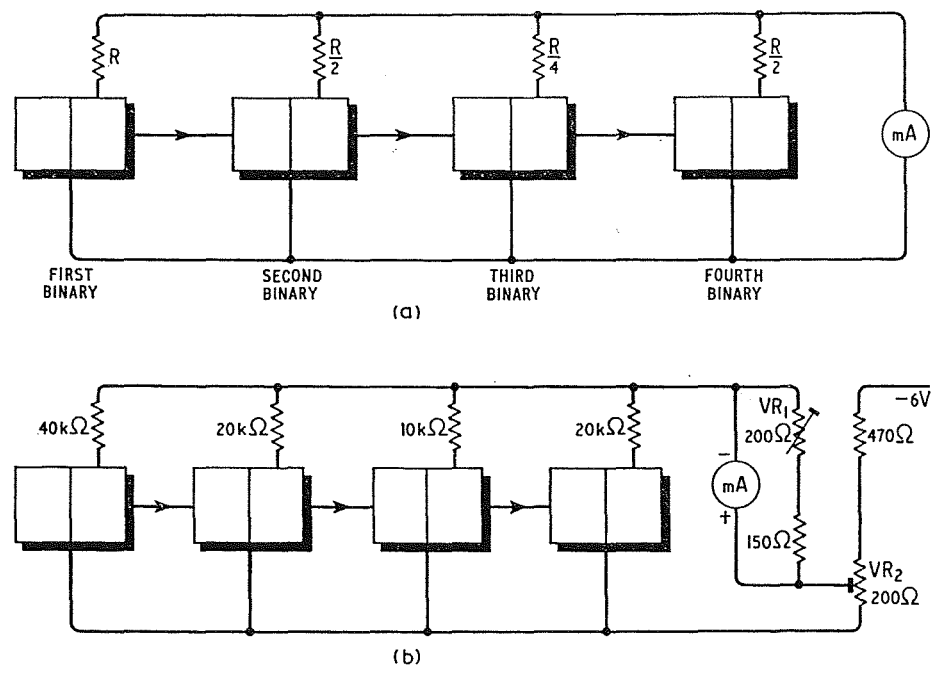 R
R/2
R/4
R/2
mA
FIRST BINARY
SECOND BINARY
THIRD BINARY
FOURTH BINARY
(a)
40kΩ
20kΩ
10kΩ
20kΩ
VR₁
200Ω
−
mA
+
150Ω
−6V
470Ω
VR₂
200Ω
(b)